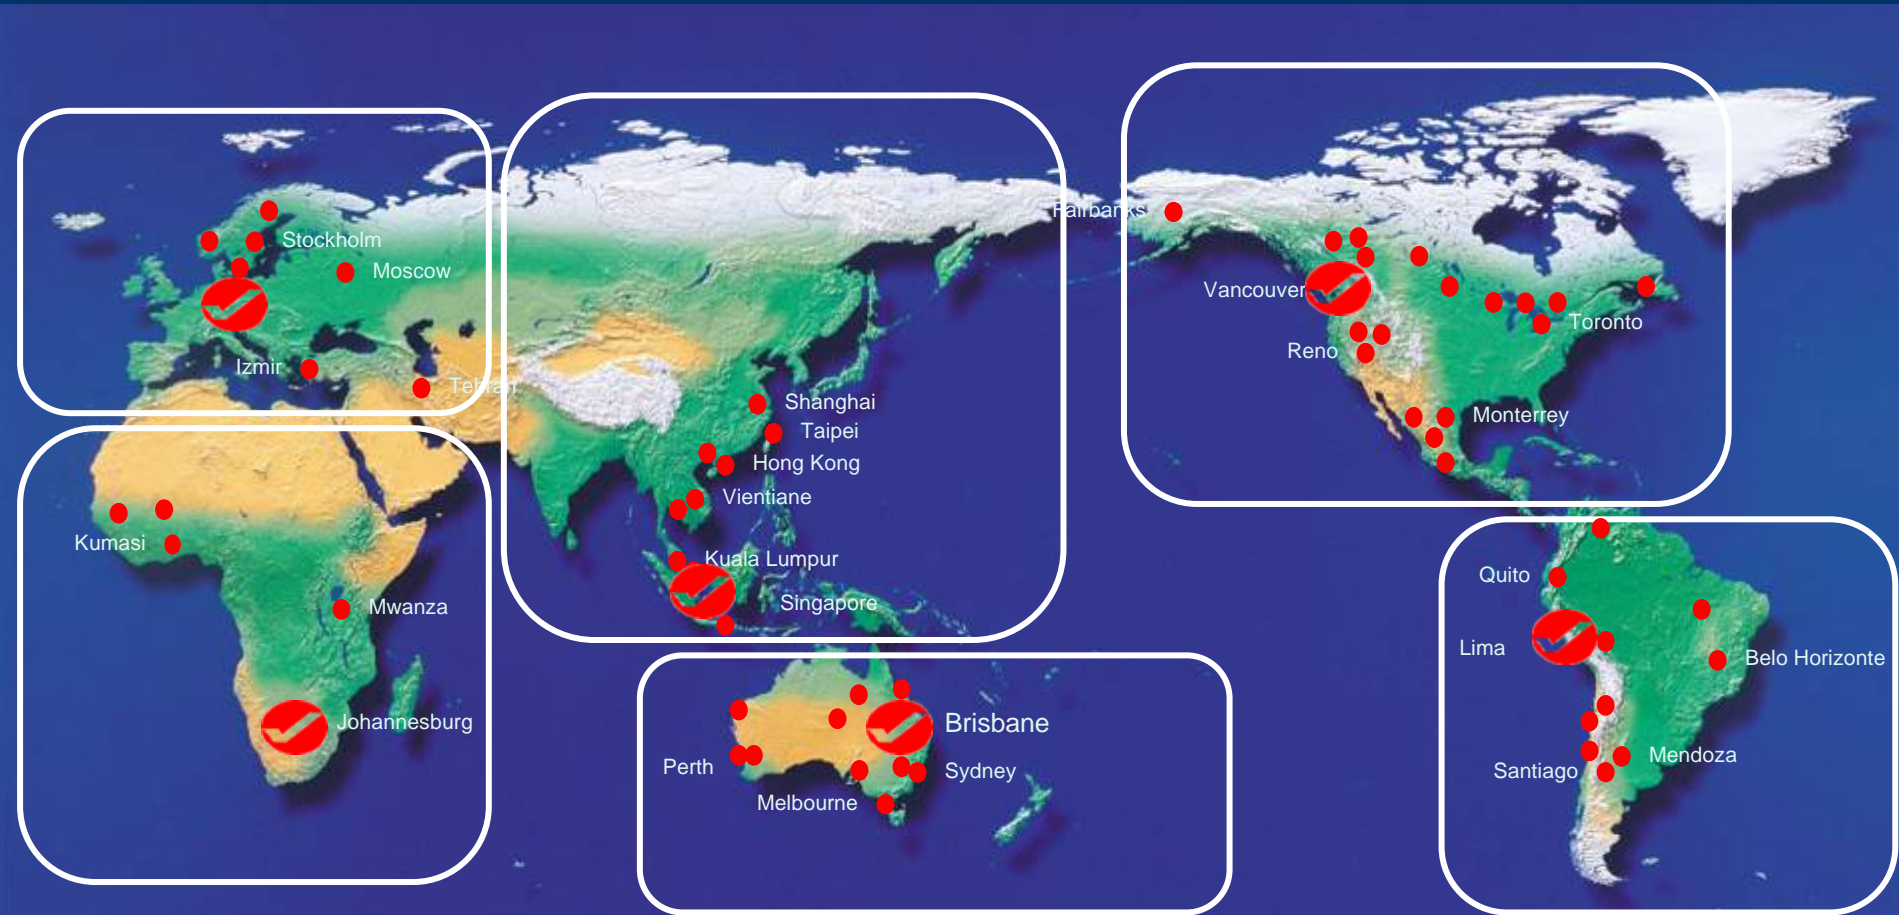 Stockholm
Moscow
Izmir
Tehran
Kumasi
Mwanza
Johannesburg
Shanghai
Taipei
Hong Kong
Vientiane
Kuala Lumpur
Singapore
Brisbane
Perth
Sydney
Melbourne
Fairbanks
Vancouver
Toronto
Reno
Monterrey
Quito
Lima
Belo Horizonte
Mendoza
Santiago